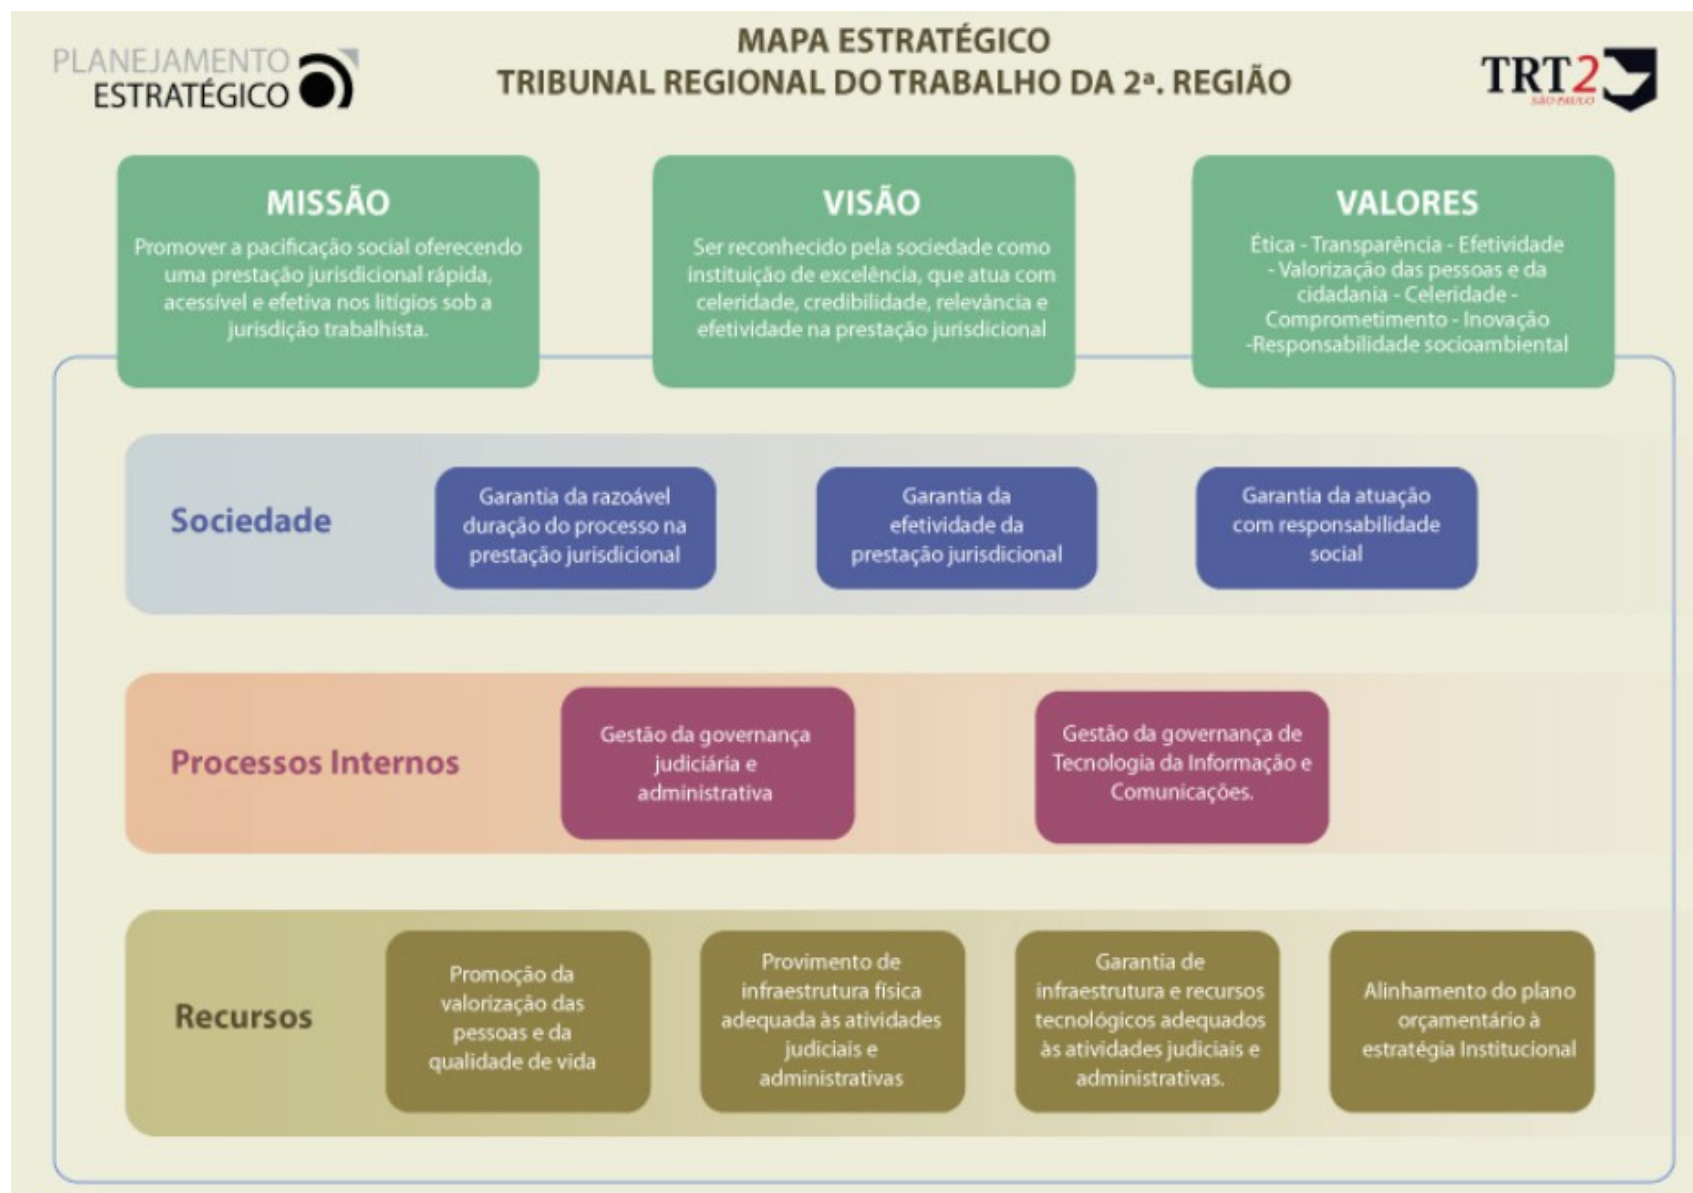 PLANEJAMENTO
ESTRATÉGICO
MAPA ESTRATÉGICO
TRIBUNAL REGIONAL DO TRABALHO DA 2ª. REGIÃO
TRT2
SÃO PAULO
MISSÃO
Promover a pacificação social oferecendo
uma prestação jurisdicional rápida,
acessível e efetiva nos litígios sob a
jurisdição trabalhista.
VISÃO
Ser reconhecido pela sociedade como
instituição de excelência, que atua com
celeridade, credibilidade, relevância e
efetividade na prestação jurisdicional
VALORES
Ética - Transparência - Efetividade
- Valorização das pessoas e da
cidadania - Celeridade -
Comprometimento - Inovação
-Responsabilidade socioambiental
Sociedade
Garantia da razoável
duração do processo na
prestação jurisdicional
Garantia da
efetividade da
prestação jurisdicional
Garantia da atuação
com responsabilidade
social
Processos Internos
Gestão da governança
judiciária e
administrativa
Gestão da governança de
Tecnologia da Informação e
Comunicações.
Recursos
Promoção da
valorização das
pessoas e da
qualidade de vida
Provimento de
infraestrutura física
adequada às atividades
judiciais e
administrativas
Garantia de
infraestrutura e recursos
tecnológicos adequados
às atividades judiciais e
administrativas.
Alinhamento do plano
orçamentário à
estratégia Institucional